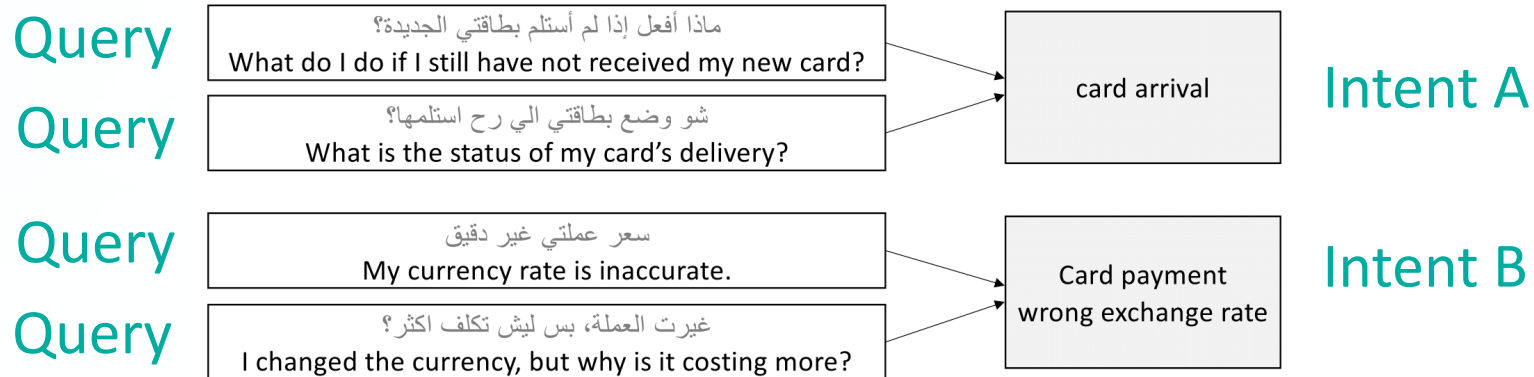 Query
ماذا أفعل إذا لم أستلم بطاقتي الجديدة؟
What do I do if I still have not received my new card?
Query
شو وضع بطاقتي الي رح استلمها؟
What is the status of my card's delivery?
card arrival
Intent A
Query
سعر عملتي غير دقيق
My currency rate is inaccurate.
Query
غيرت العملة، بس ليش تكلف اكثر؟
I changed the currency, but why is it costing more?
Card payment
wrong exchange rate
Intent B